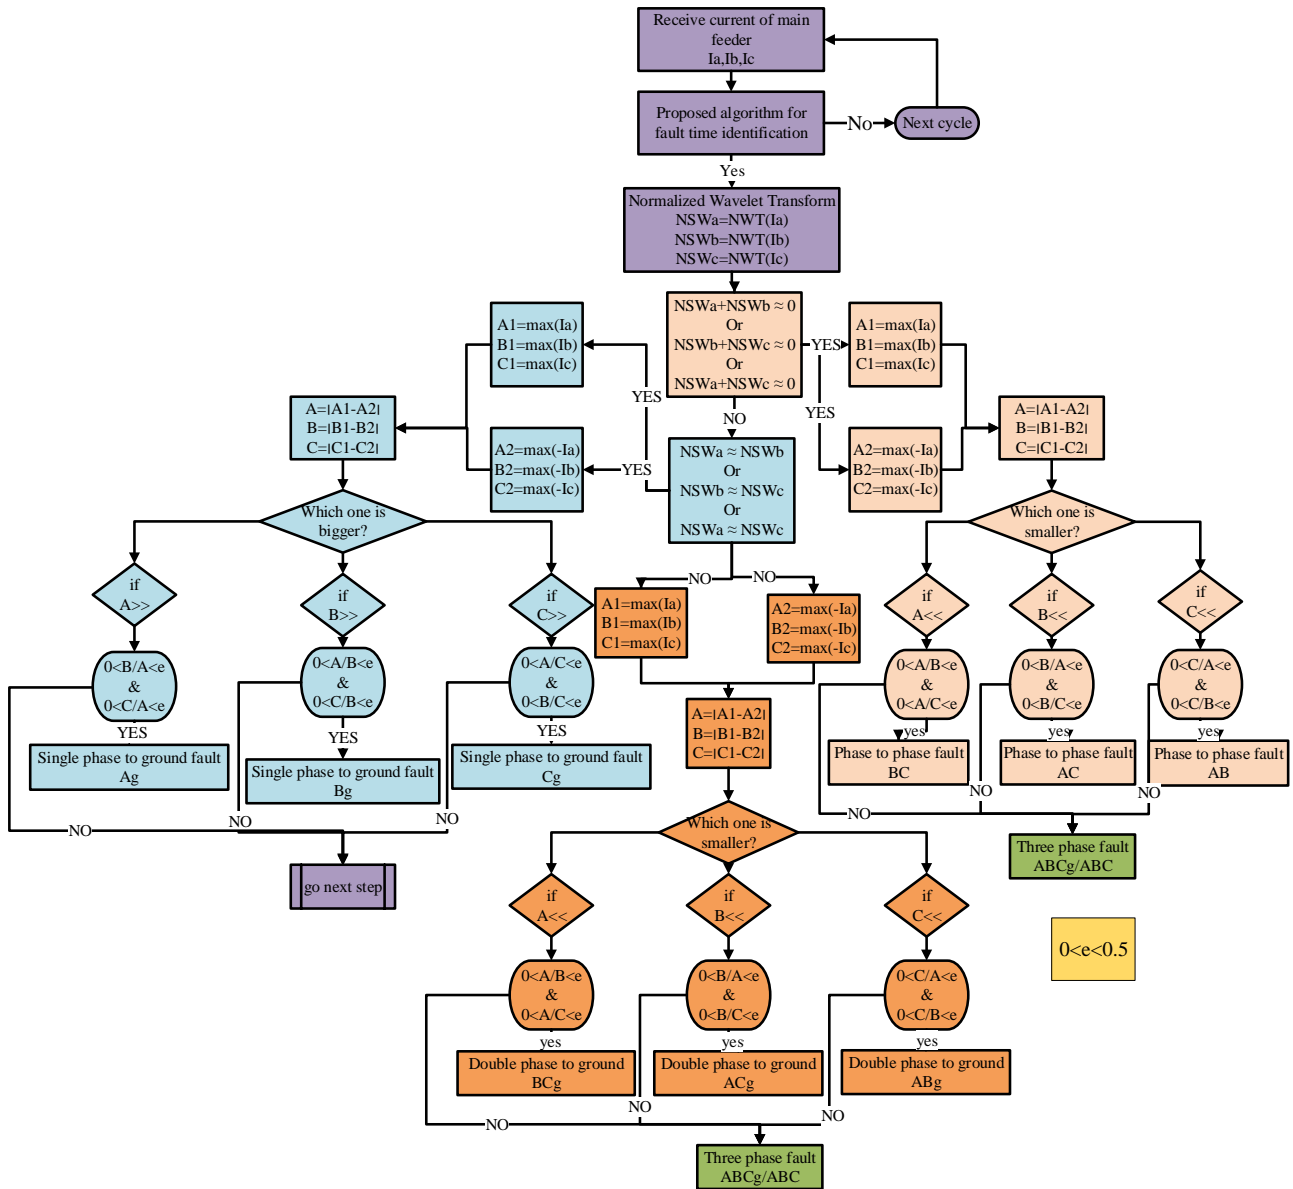 Receive current of main
feeder
Ia,Ib,Ic
Proposed algorithm for
fault time identification
No
Next cycle
Yes
Normalized Wavelet Transform
NSWa=NWT(Ia)
NSWb=NWT(Ib)
NSWc=NWT(Ic)
NSWa+NSWb ≈ 0
Or
NSWb+NSWc ≈ 0
Or
NSWa+NSWc ≈ 0
A1=max(Ia)
B1=max(Ib)
C1=max(Ic)
YES
A1=max(Ia)
B1=max(Ib)
C1=max(Ic)
YES
YES
NO
A=|A1-A2|
B=|B1-B2|
C=|C1-C2|
A2=max(-Ia)
B2=max(-Ib)
C2=max(-Ic)
YES
NSWa ≈ NSWb
Or
NSWb ≈ NSWc
Or
NSWa ≈ NSWc
A2=max(-Ia)
B2=max(-Ib)
C2=max(-Ic)
A=|A1-A2|
B=|B1-B2|
C=|C1-C2|
Which one is
bigger?
Which one is
smaller?
NO
NO
if
A>>
if
B>>
if
C>>
A1=max(Ia)
B1=max(Ib)
C1=max(Ic)
A2=max(-Ia)
B2=max(-Ib)
C2=max(-Ic)
if
A<<
if
B<<
if
C<<
0<B/A<e
&
0<C/A<e
0<A/B<e
&
0<C/B<e
0<A/C<e
&
0<B/C<e
0<A/B<e
&
0<A/C<e
0<B/A<e
&
0<B/C<e
0<C/A<e
&
0<C/B<e
YES
YES
YES
yes
yes
yes
A=|A1-A2|
B=|B1-B2|
C=|C1-C2|
Single phase to ground fault
Ag
Single phase to ground fault
Bg
Single phase to ground fault
Cg
Phase to phase fault
BC
Phase to phase fault
AC
Phase to phase fault
AB
NO
NO
NO
NO
NO
NO
Which one is
smaller?
Three phase fault
ABCg/ABC
go next step
if
A<<
if
B<<
if
C<<
0<e<0.5
0<A/B<e
&
0<A/C<e
0<B/A<e
&
0<B/C<e
0<C/A<e
&
0<C/B<e
yes
yes
yes
Double phase to ground
BCg
Double phase to ground
ACg
Double phase to ground
ABg
NO
NO
NO
Three phase fault
ABCg/ABC